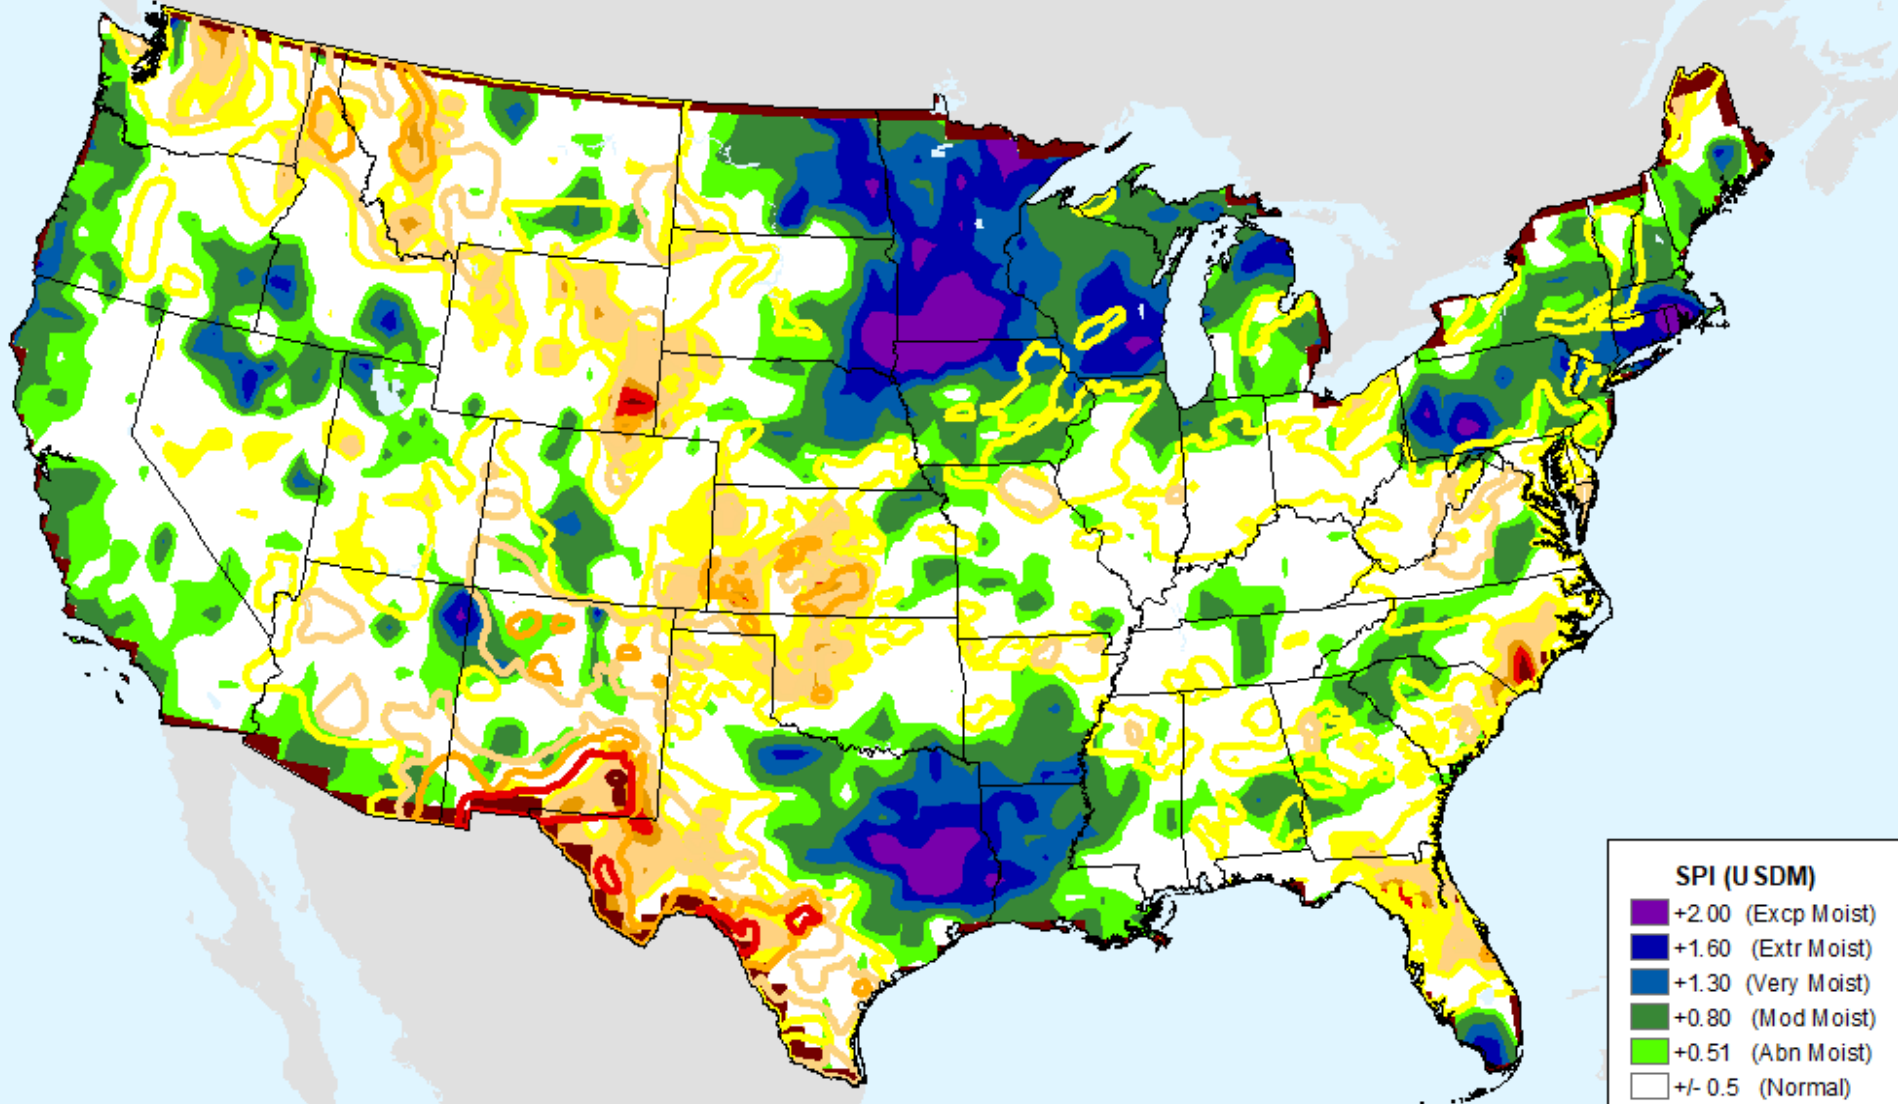 SPI (USDM)
+2.00 (Excp Moist)
+1.60 (Extr Moist)
+1.30 (Very Moist)
+0.80 (Mod Moist)
+0.51 (Abn Moist)
+/- 0.5 (Normal)